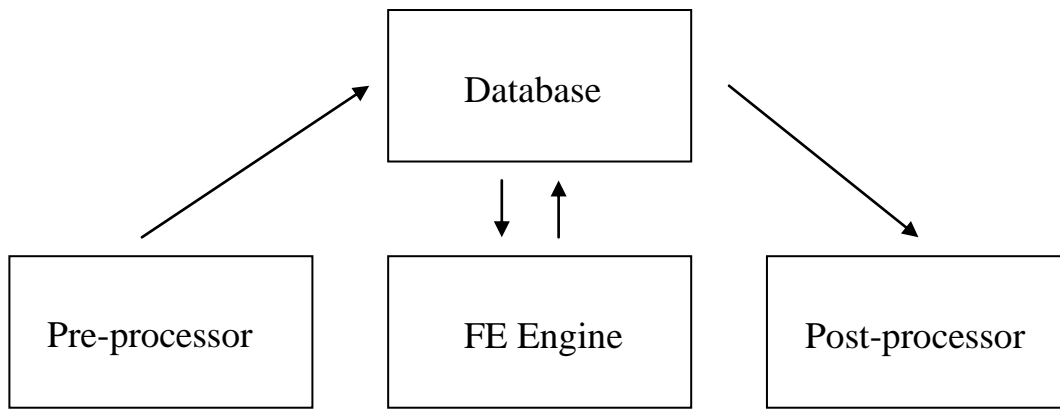 Database
Pre-processor
FE Engine
Post-processor